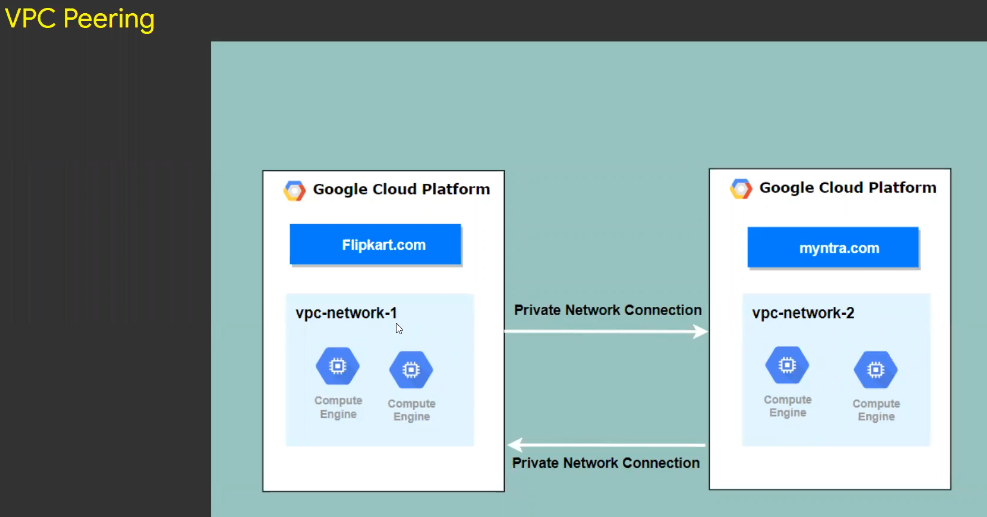 VPC Peering
Google Cloud Platform
Flipkart.com
vpc-network-1
Compute
Engine
Compute
Engine
Private Network Connection
Private Network Connection
Google Cloud Platform
myntra.com
vpc-network-2
Compute
Engine
Compute
Engine